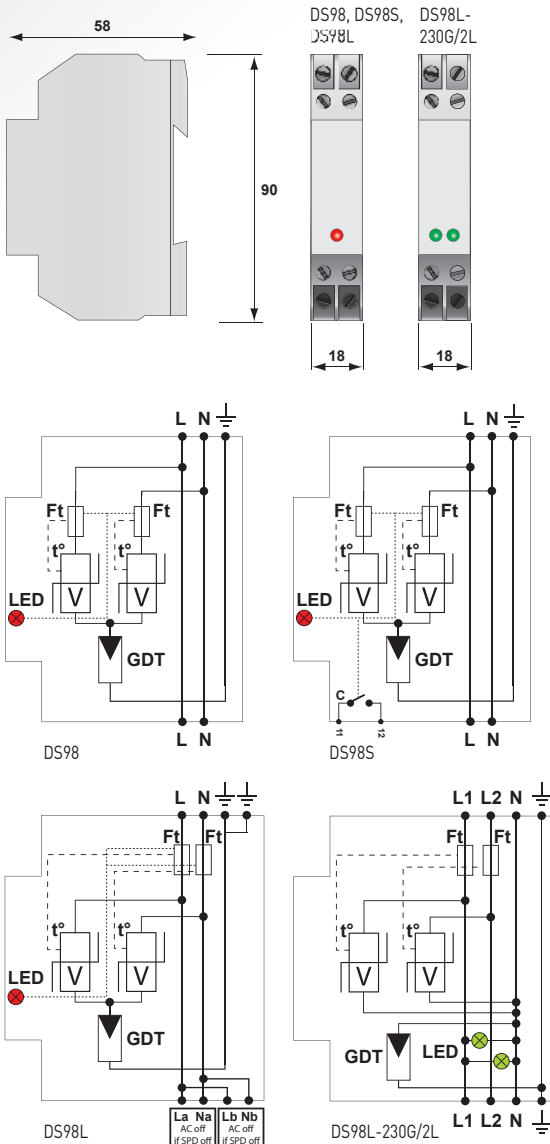 58
90
DS98, DS98S,
DS98L
DS98L-
230G/2L
18
18
L N
Ft Ft
t°
V V
LED
GDT
L N
DS98
L N
Ft Ft
t°
V V
LED
GDT
C
11 12
L N
DS98S
L N
Ft Ft
t° t°
V V
LED
GDT
La Na Lb Nb
AC off AC off
if SPD off if SPD off
DS98L
L1 L2 N
Ft Ft
t° t°
V V
GDT LED
L1 L2 N
DS98L-230G/2L